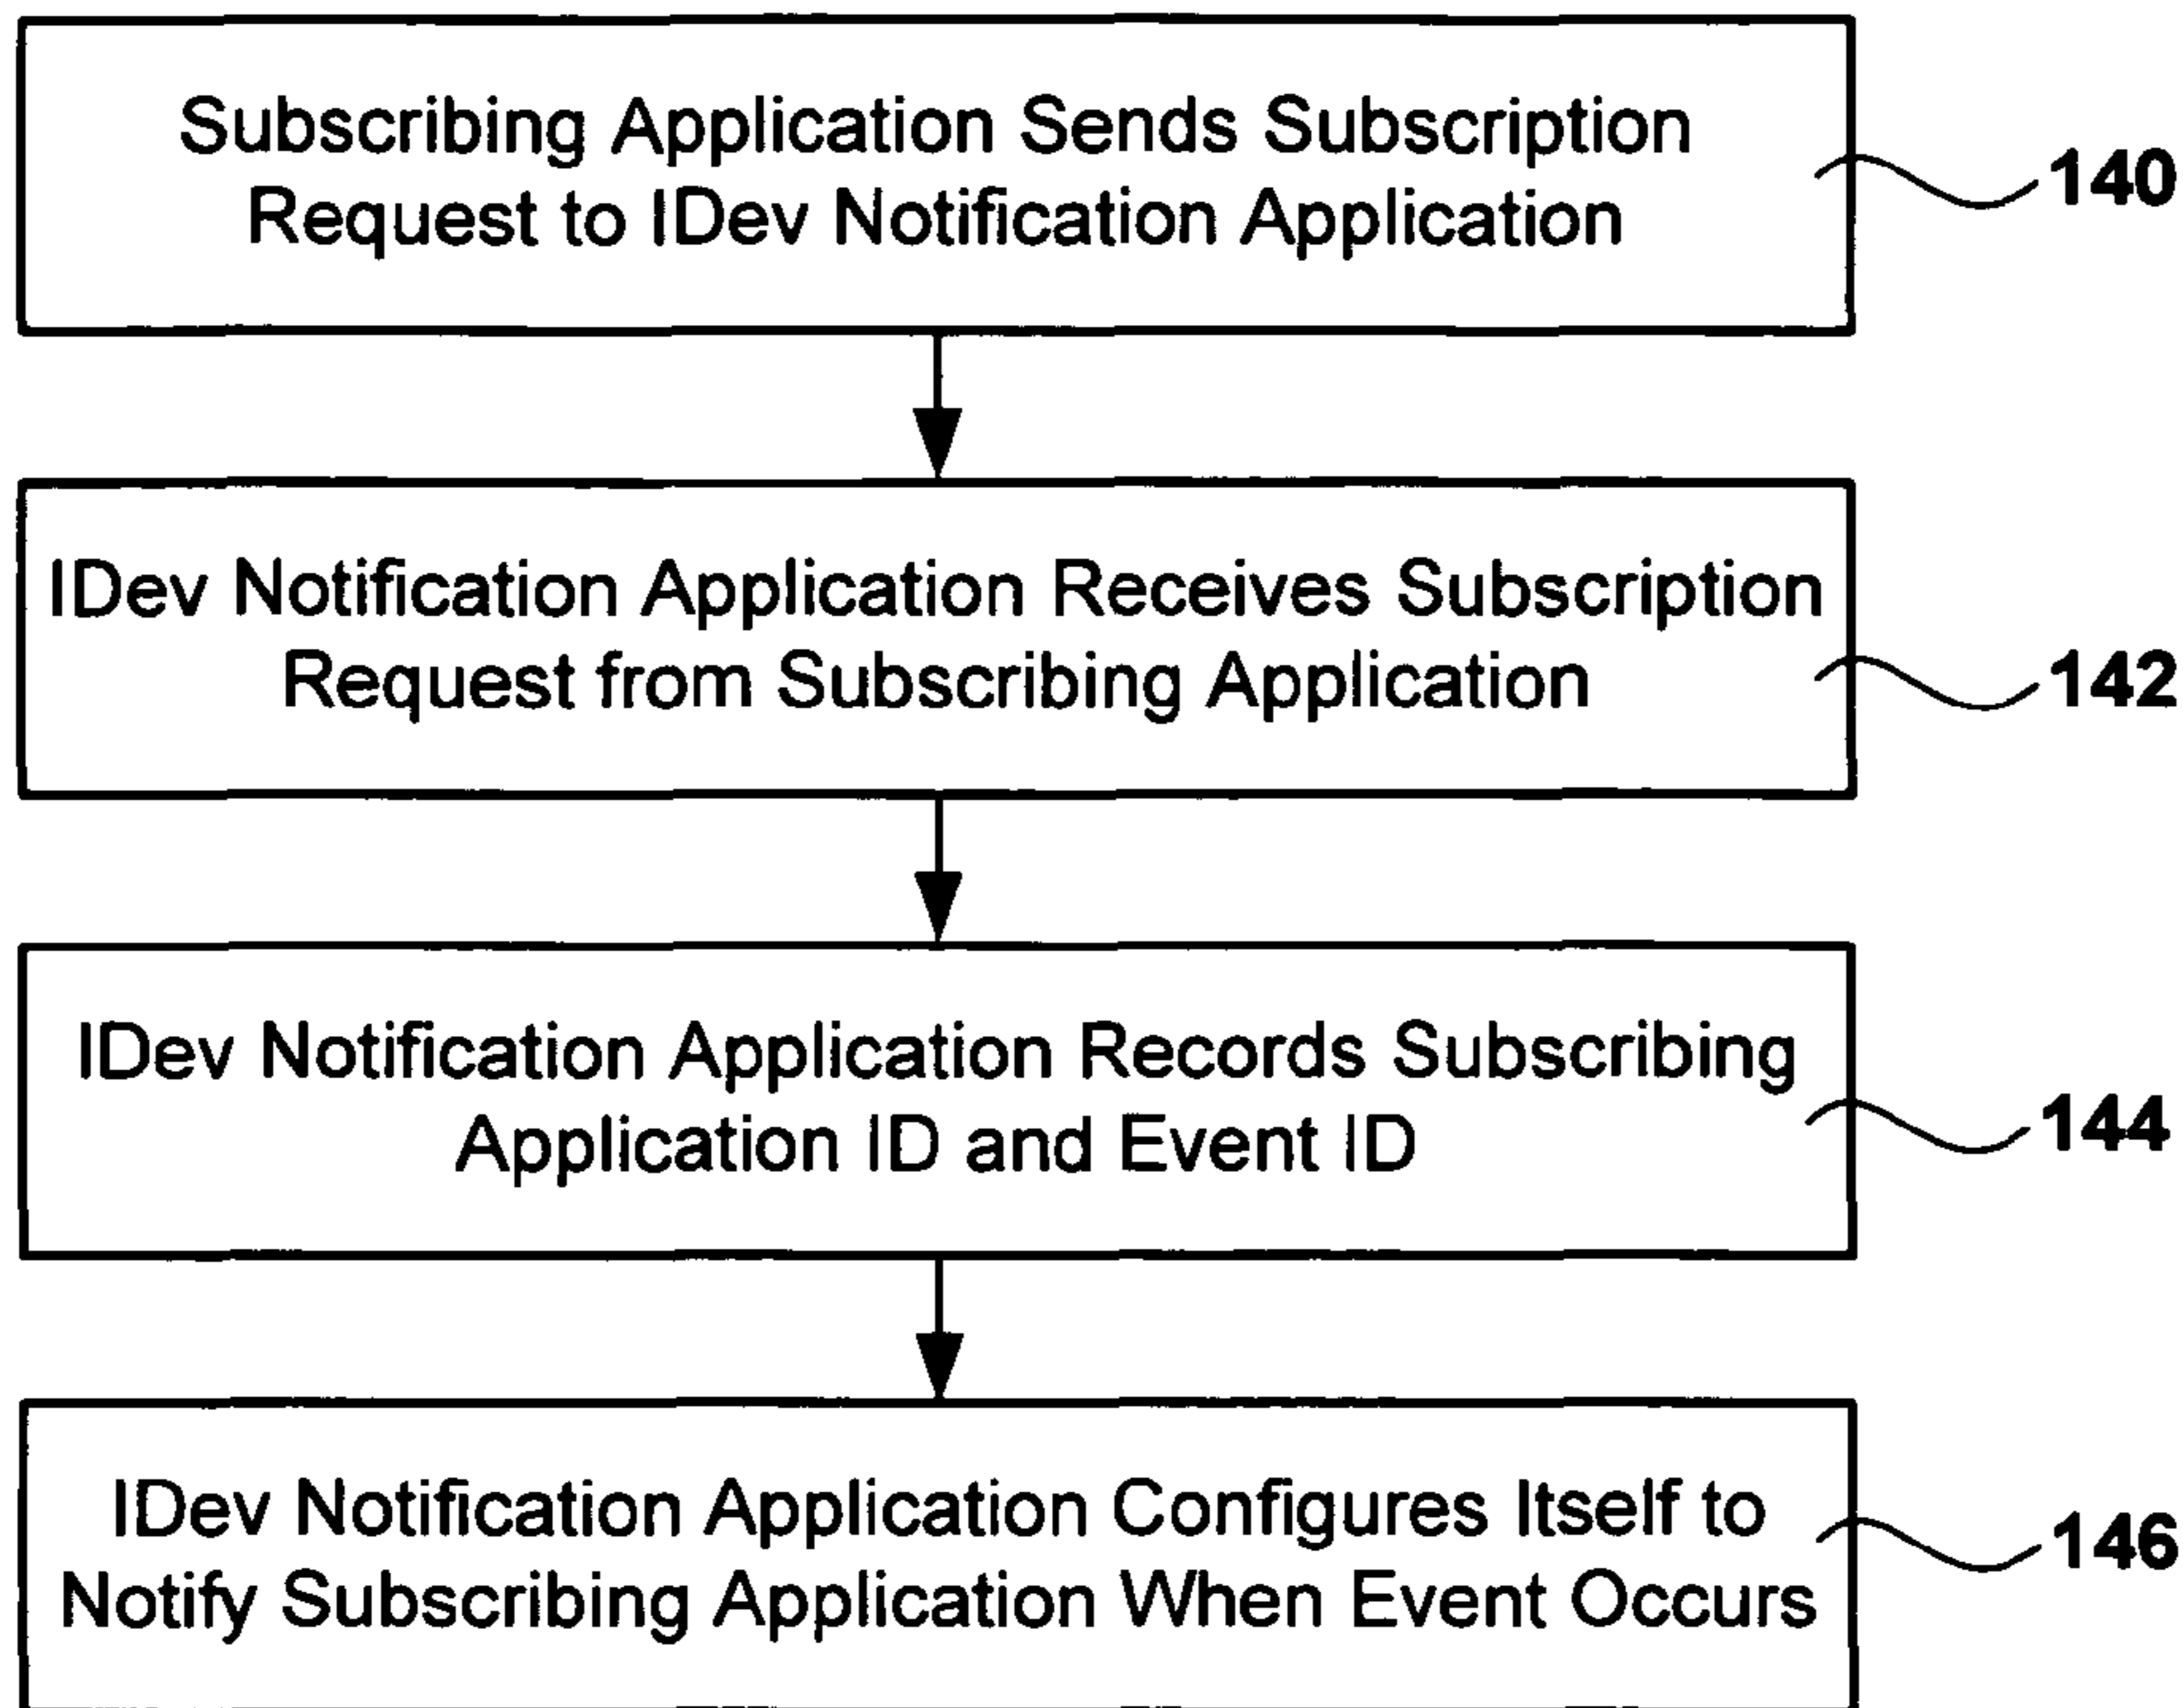 Subscribing Application Sends Subscription
Request to IDev Notification Application
140
IDev Notification Application Receives Subscription
Request from Subscribing Application
142
IDev Notification Application Records Subscribing
Application ID and Event ID
144
IDev Notification Application Configures Itself to
Notify Subscribing Application When Event Occurs
146